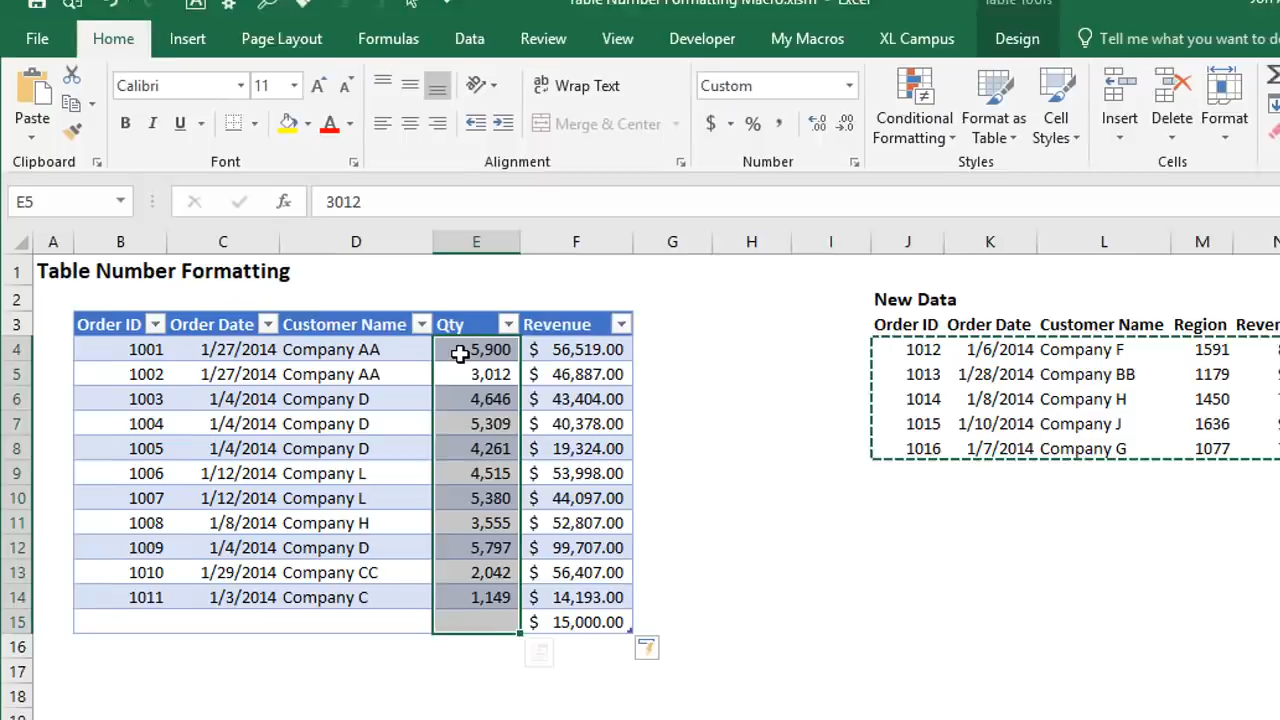 Table Number Formatting Macro.xlsm - Excel
Table Tools
File Home Insert Page Layout Formulas Data Review View Developer My Macros XL Campus Design Tell me what you want to
Paste
Clipboard
Calibri 11
B I U
Font
Wrap Text
Merge & Center
Alignment
Custom
$ % ,
Number
Conditional Formatting
Format as Table
Cell Styles
Styles
Insert Delete Format
Cells
E5 fx 3012
A B C D E F G H I J K L M N
1 Table Number Formatting
2 New Data
3 Order ID Order Date Customer Name Qty Revenue Order ID Order Date Customer Name Region
4 1001 1/27/2014 Company AA 5,900 $ 56,519.00 1012 1/6/2014 Company F 1591
5 1002 1/27/2014 Company AA 3,012 $ 46,887.00 1013 1/28/2014 Company BB 1179
6 1003 1/4/2014 Company D 4,646 $ 43,404.00 1014 1/8/2014 Company H 1450
7 1004 1/4/2014 Company D 5,309 $ 40,378.00 1015 1/10/2014 Company J 1636
8 1005 1/4/2014 Company D 4,261 $ 19,324.00 1016 1/7/2014 Company G 1077
9 1006 1/12/2014 Company L 4,515 $ 53,998.00
10 1007 1/12/2014 Company L 5,380 $ 44,097.00
11 1008 1/8/2014 Company H 3,555 $ 52,807.00
12 1009 1/4/2014 Company D 5,797 $ 99,707.00
13 1010 1/29/2014 Company CC 2,042 $ 56,407.00
14 1011 1/3/2014 Company C 1,149 $ 14,193.00
15 $ 15,000.00
16
17
18